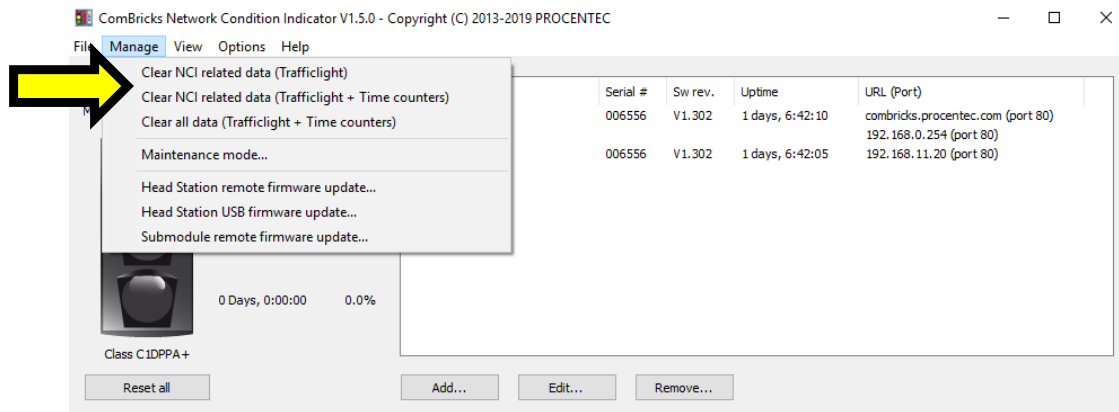 ComBricks Network Condition Indicator V1.5.0 - Copyright (C) 2013-2019 PROCENTEC
File Manage View Options Help
Clear NCI related data (Trafficlight)
Clear NCI related data (Trafficlight + Time counters)
Clear all data (Trafficlight + Time counters)
Maintenance mode...
Head Station remote firmware update...
Head Station USB firmware update...
Submodule remote firmware update...
Serial # Sw rev. Uptime URL (Port)
006556 V1.302 1 days, 6:42:10 combricks.procentec.com (port 80)
192.168.0.254 (port 80)
006556 V1.302 1 days, 6:42:05 192.168.11.20 (port 80)
0 Days, 0:00:00 0.0%
Class C1DPPA+
Reset all Add... Edit... Remove...